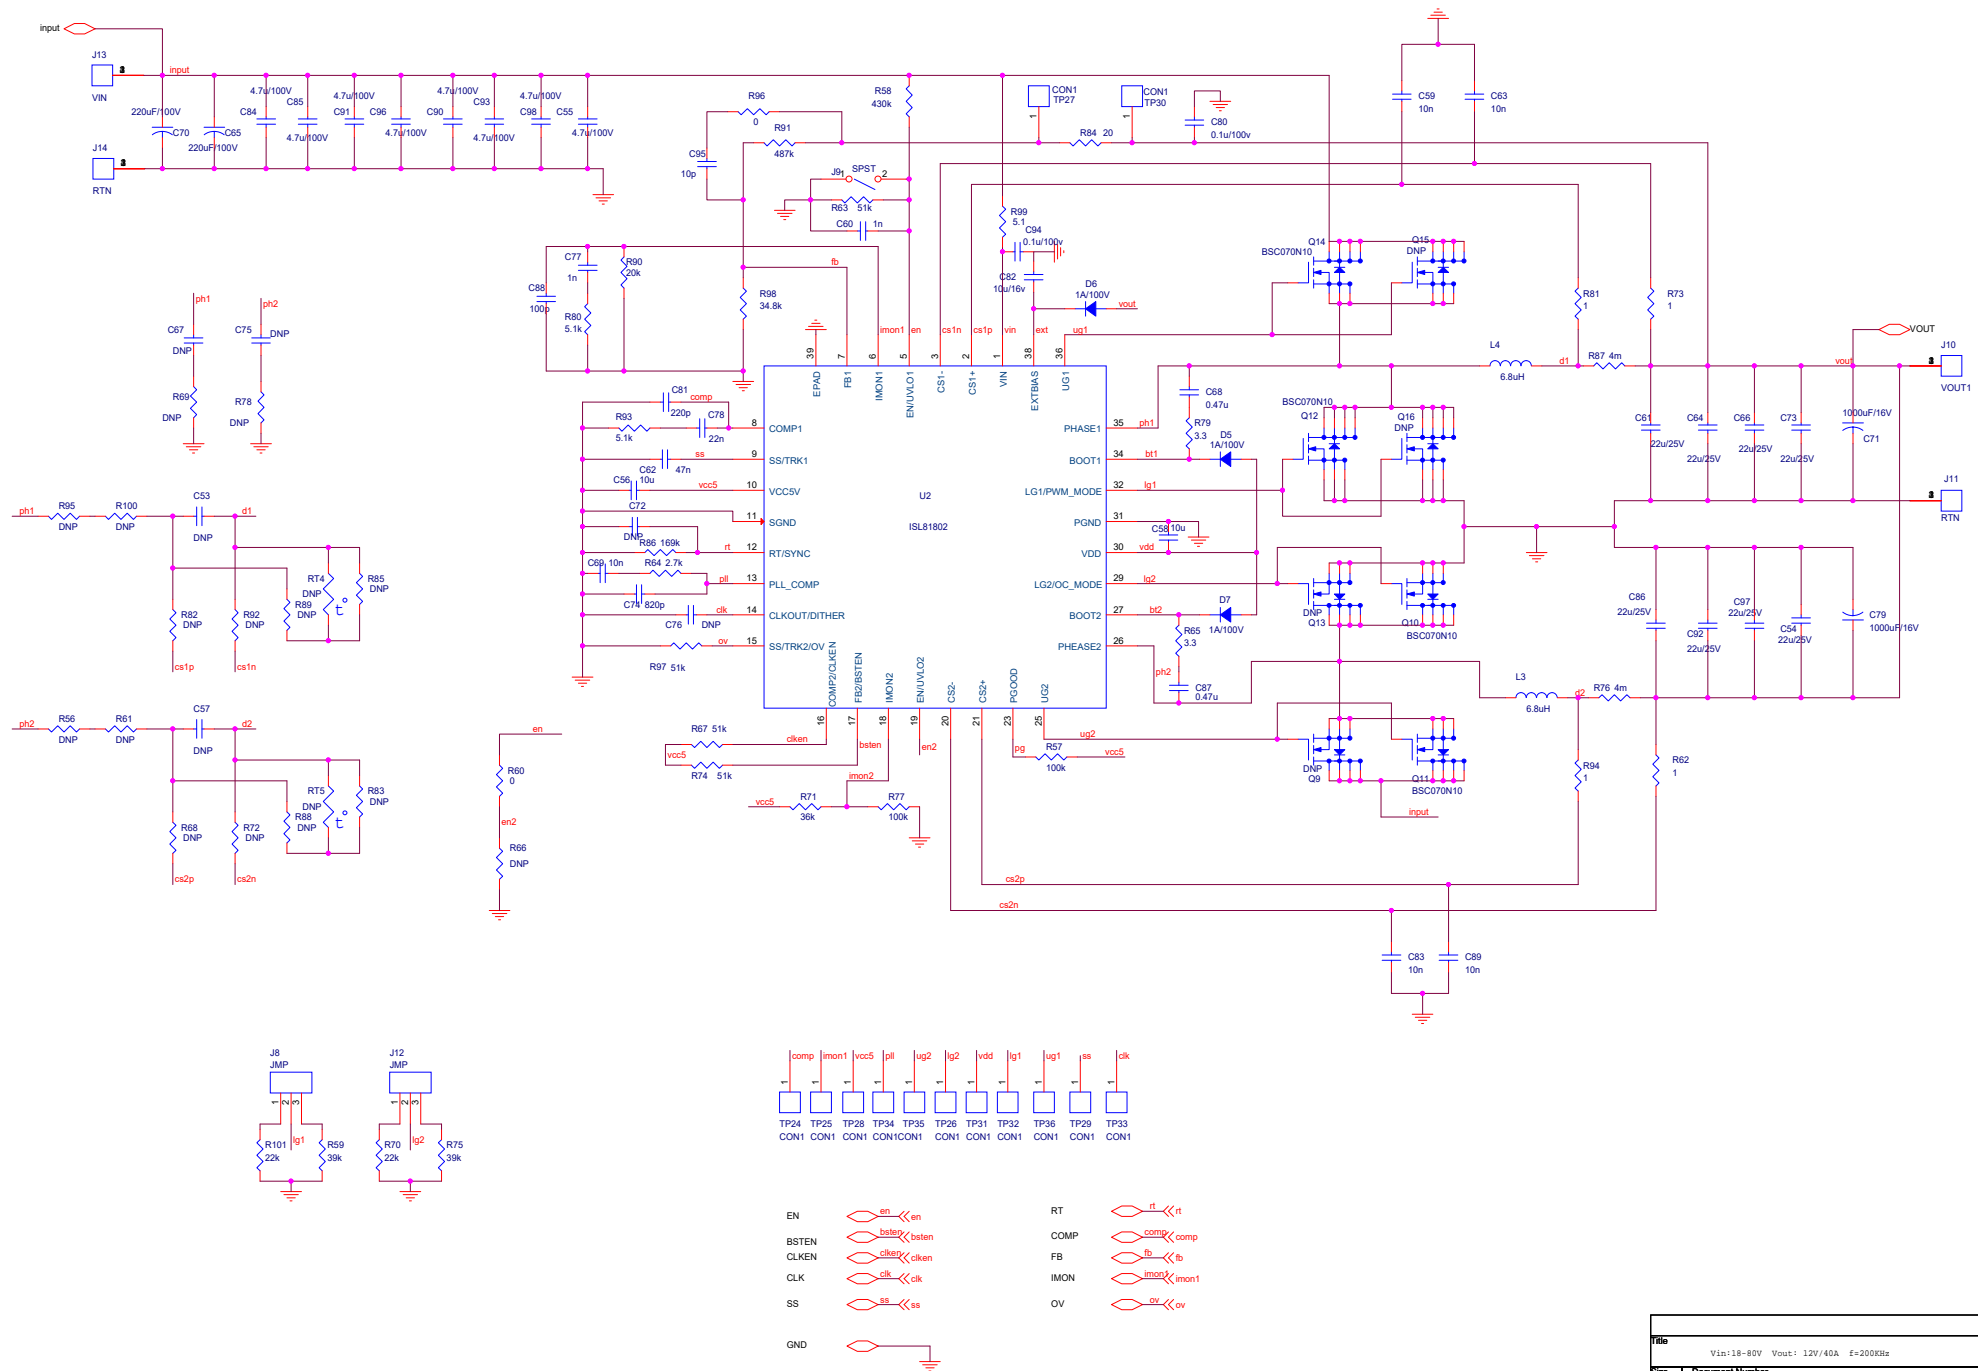 input
J13
input
VIN
J14
RTN
220uF/100V
C70
C65
220uF/100V
4.7u/100V
C84
C85
4.7u/100V
4.7u/100V
C91
C96
4.7u/100V
4.7u/100V
C90
C93
4.7u/100V
4.7u/100V
C98
C55
4.7u/100V
R96
0
R91
487k
C95
10p
R58
430k
J9
1
SPST
2
R63 51k
C60
1n
CON1
TP27
1
CON1
TP30
1
R84 20
C80
0.1u/100v
C59
10n
C63
10n
R99
5.1
C94
0.1u/100v
C82
10u/16v
D6
1A/100V
vout
C77
1n
R90
20k
C88
100p
R80
5.1k
fb
R98
34.8k
imon1
en
cs1n
cs1p
vin
ext
ug1
39
7
6
5
3
2
1
38
36
EPAD
FB1
IMON1
EN/UVLO1
CS1-
CS1+
VIN
EXTBIAS
UG1
Q14
BSC070N10
Q15
DNP
R81
1
R73
1
VOUT
L4
6.8uH
d1
R87 4m
vout
J10
VOUT1
ph1
ph2
C67
DNP
C75
DNP
R69
DNP
R78
DNP
C81
comp
220p
R93
5.1k
C78
22n
8
COMP1
ss
9
SS/TRK1
C62
47n
C56
10u
vcc5
10
VCC5V
C72
DNP
11
SGND
R86 169k
rt
12
RT/SYNC
C69 10n
R64 2.7k
pll
13
PLL_COMP
C74 820p
clk
14
CLKOUT/DITHER
C76
DNP
ov
15
SS/TRK2/OV
R97 51k
U2
ISL81802
PHASE1
35
ph1
BOOT1
34
bt1
LG1/PWM_MODE
32
lg1
PGND
31
VDD
30
vdd
LG2/OC_MODE
29
lg2
BOOT2
27
bt2
PHEASE2
26
C68
0.47u
R79
3.3
D5
1A/100V
C58
10u
D7
1A/100V
R65
3.3
ph2
C87
0.47u
BSC070N10
Q12
Q16
DNP
DNP
Q13
Q10
BSC070N10
C61
22u/25V
C64
22u/25V
C66
22u/25V
C73
22u/25V
1000uF/16V
C71
J11
RTN
C86
22u/25V
C92
22u/25V
C97
22u/25V
C54
22u/25V
C79
1000uF/16V
L3
6.8uH
d2
R76 4m
COMP2/CLKEN
FB2/BSTEN
IMON2
EN/UVLO2
CS2-
CS2+
PGOOD
UG2
16
17
18
19
20
21
23
25
R67 51k
clken
vcc5
R74 51k
bsten
en2
imon2
vcc5
R71
36k
R77
100k
pg
R57
100k
vcc5
ug2
DNP
Q9
Q11
BSC070N10
input
R94
1
R62
1
cs2p
cs2n
C83
10n
C89
10n
ph1
R95
DNP
R100
DNP
C53
DNP
d1
R82
DNP
R92
DNP
R89
DNP
RT4
DNP
t°
R85
DNP
cs1p
cs1n
ph2
R56
DNP
R61
DNP
C57
DNP
d2
R68
DNP
R72
DNP
R88
DNP
RT5
DNP
t°
R83
DNP
cs2p
cs2n
en
R60
0
en2
R66
DNP
J8
JMP
1
2
3
R101
22k
lg1
R59
39k
J12
JMP
1
2
3
R70
22k
lg2
R75
39k
comp
imon1
vcc5
pll
ug2
lg2
vdd
lg1
ug1
ss
clk
1 1 1 1 1 1 1 1 1 1 1
TP24 TP25 TP28 TP34 TP35 TP26 TP31 TP32 TP36 TP29 TP33
CON1 CON1 CON1 CON1 CON1 CON1 CON1 CON1 CON1 CON1 CON1
EN en en
BSTEN bsten bsten
CLKEN clken clken
CLK clk clk
SS ss ss
GND
RT rt rt
COMP comp comp
FB fb fb
IMON imon1 imon1
OV ov ov
Title
Vin:18-80V Vout: 12V/40A f=200KHz